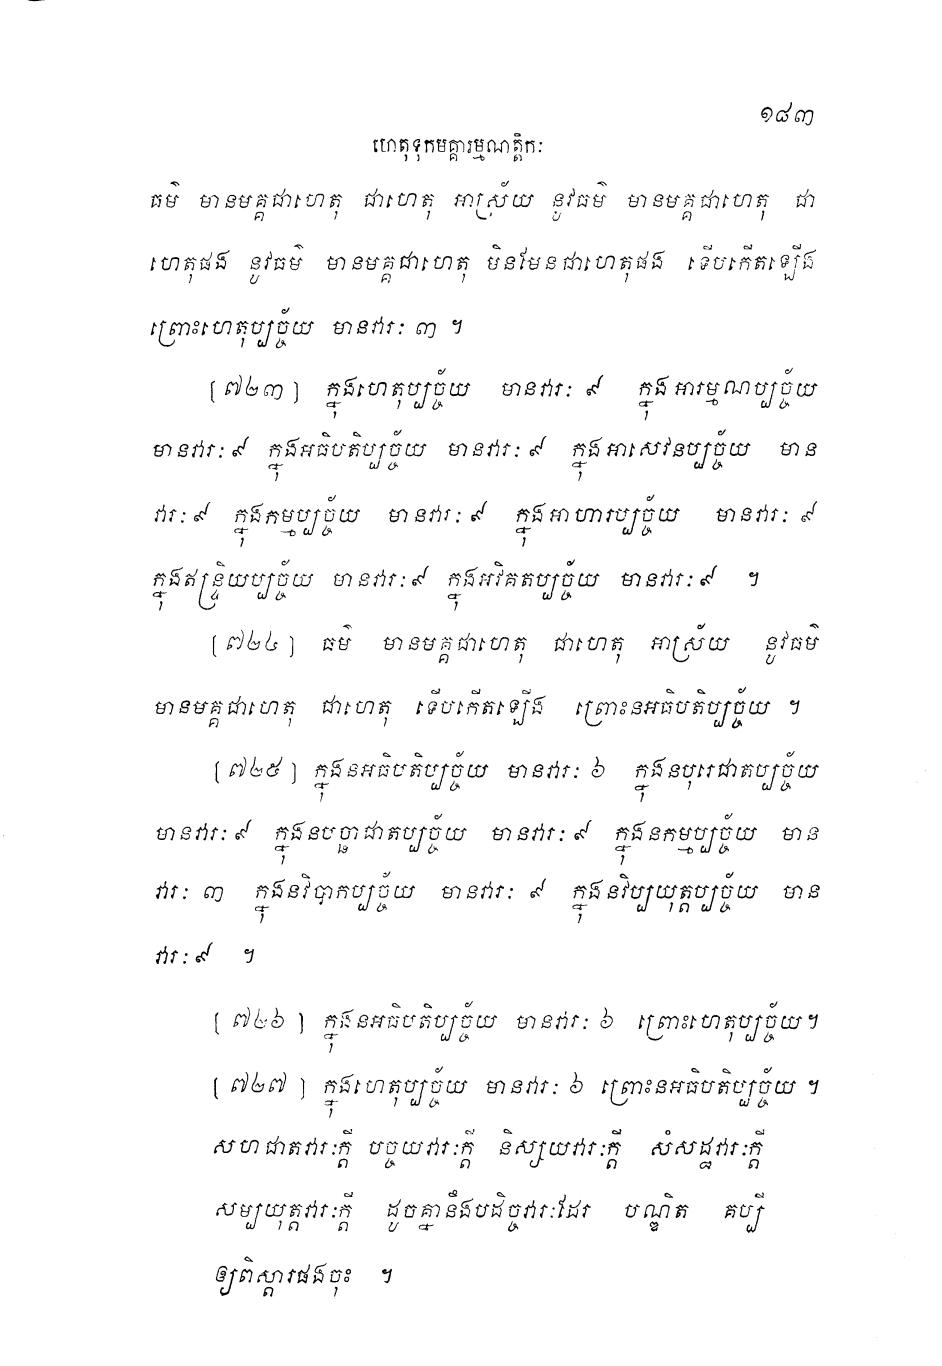 ១៨៣
ហេតុទុកមគ្គារម្មណត្តិកៈ
ធម៌ មានមគ្គជាហេតុ ជាហេតុ អាស្រ័យ នូវធម៌ មានមគ្គជាហេតុ ជា
ហេតុផង នូវធម៌ មានមគ្គជាហេតុ មិនមែនជាហេតុផង ទើបកើតឡើង
ព្រោះហេតុប្បច្ច័យ មានវារៈ ៣ ។
[៧២៣] ក្នុងហេតុប្បច្ច័យ មានវារៈ ៩ ក្នុងអារម្មណប្បច្ច័យ
មានវារៈ ៩ ក្នុងអធិបតិប្បច្ច័យ មានវារៈ ៩ ក្នុងអាសេវនប្បច្ច័យ មាន
វារៈ ៩ ក្នុងកម្មប្បច្ច័យ មានវារៈ ៩ ក្នុងអាហារប្បច្ច័យ មានវារៈ ៩
ក្នុងឥន្ទ្រិយប្បច្ច័យ មានវារៈ ៩ ក្នុងអវិគតប្បច្ច័យ មានវារៈ ៩ ។
[៧២៤] ធម៌ មានមគ្គជាហេតុ ជាហេតុ អាស្រ័យ នូវធម៌
មានមគ្គជាហេតុ ជាហេតុ ទើបកើតឡើង ព្រោះនអធិបតិប្បច្ច័យ ។
[៧២៥] ក្នុងនអធិបតិប្បច្ច័យ មានវារៈ ៦ ក្នុងនបុរេជាតប្បច្ច័យ
មានវារៈ ៩ ក្នុងនបច្ឆាជាតប្បច្ច័យ មានវារៈ ៩ ក្នុងនកម្មប្បច្ច័យ មាន
វារៈ ៣ ក្នុងនវិបាកប្បច្ច័យ មានវារៈ ៩ ក្នុងនវិប្បយុត្តប្បច្ច័យ មាន
វារៈ ៩ ។
[៧២៦] ក្នុងនអធិបតិប្បច្ច័យ មានវារៈ ៦ ព្រោះហេតុប្បច្ច័យ។
[៧២៧] ក្នុងហេតុប្បច្ច័យ មានវារៈ ៦ ព្រោះនអធិបតិប្បច្ច័យ ។
សហជាតវារៈក្តី បច្ចយវារៈក្តី និស្សយវារៈក្តី សំសដ្ឋវារៈក្តី
សម្បយុត្តវារៈក្តី ដូចគ្នានឹងបដិច្ចវារៈដែរ បណ្ឌិត គប្បី
ឲ្យពិស្តារផងចុះ ។